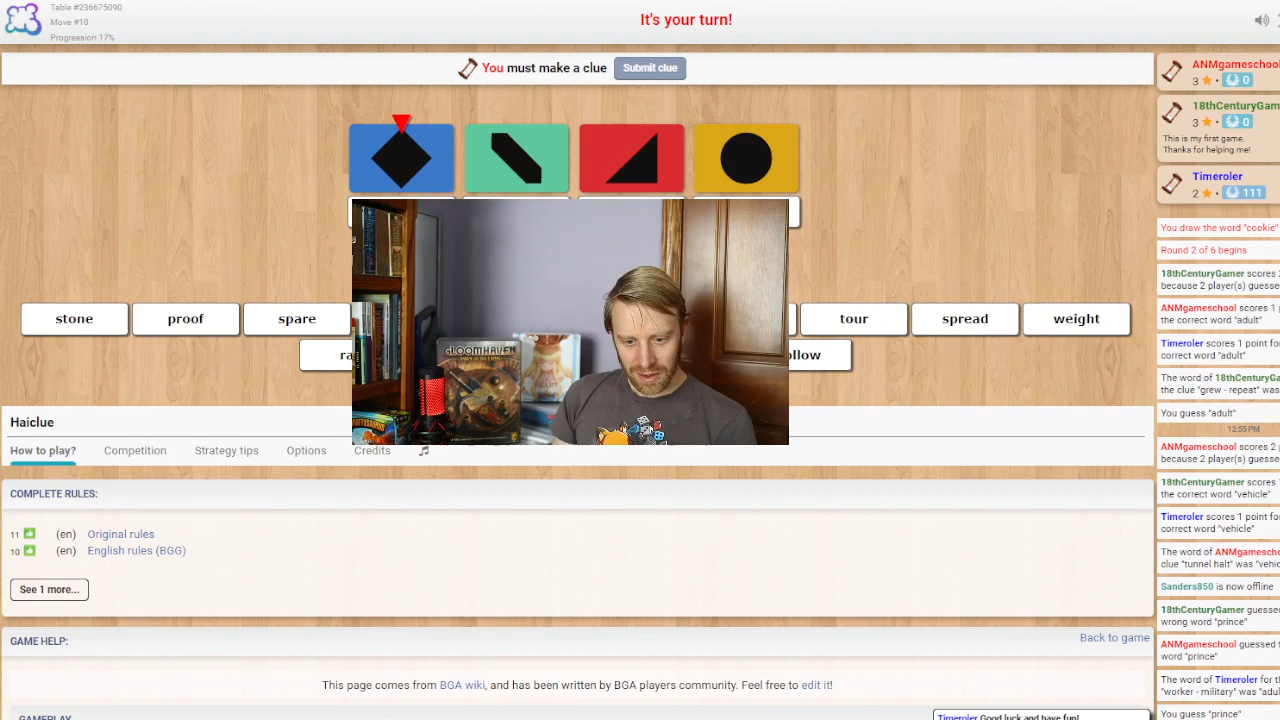 Table #236675090
Move #10
Progression 17%
It's your turn!
You must make a clue Submit clue
ANMgameschool
3 • 0
18thCenturyGam
3 • 0
This is my first game.
Thanks for helping me!
Timeroler
2 • 111
You draw the word "cookie"
Round 2 of 6 begins
18thCenturyGamer scores 2
because 2 player(s) guesse
ANMgameschool scores 1 p
the correct word "adult"
Timeroler scores 1 point for
correct word "adult"
The word of 18thCenturyGa
the clue "grew - repeat" was
You guess "adult"
12:55 PM
ANMgameschool scores 2 p
because 2 player(s) guesse
18thCenturyGamer scores 1
the correct word "vehicle"
Timeroler scores 1 point for
correct word "vehicle"
The word of ANMgamescho
clue "tunnel halt" was "vehic
Sanders850 is now offline
18thCenturyGamer guessed
wrong word "prince"
ANMgameschool guessed t
word "prince"
The word of Timeroler for th
"worker - military" was "adul
You guess "prince"
stone proof spare tour spread weight
ra ollow
GLOOMHAVEN
Haiclue
How to play? Competition Strategy tips Options Credits
COMPLETE RULES:
11 (en) Original rules
10 (en) English rules (BGG)
See 1 more...
GAME HELP:
Back to game
This page comes from BGA wiki, and has been written by BGA players community. Feel free to edit it!
GAMEPLAY
Timeroler Good luck and have fun!